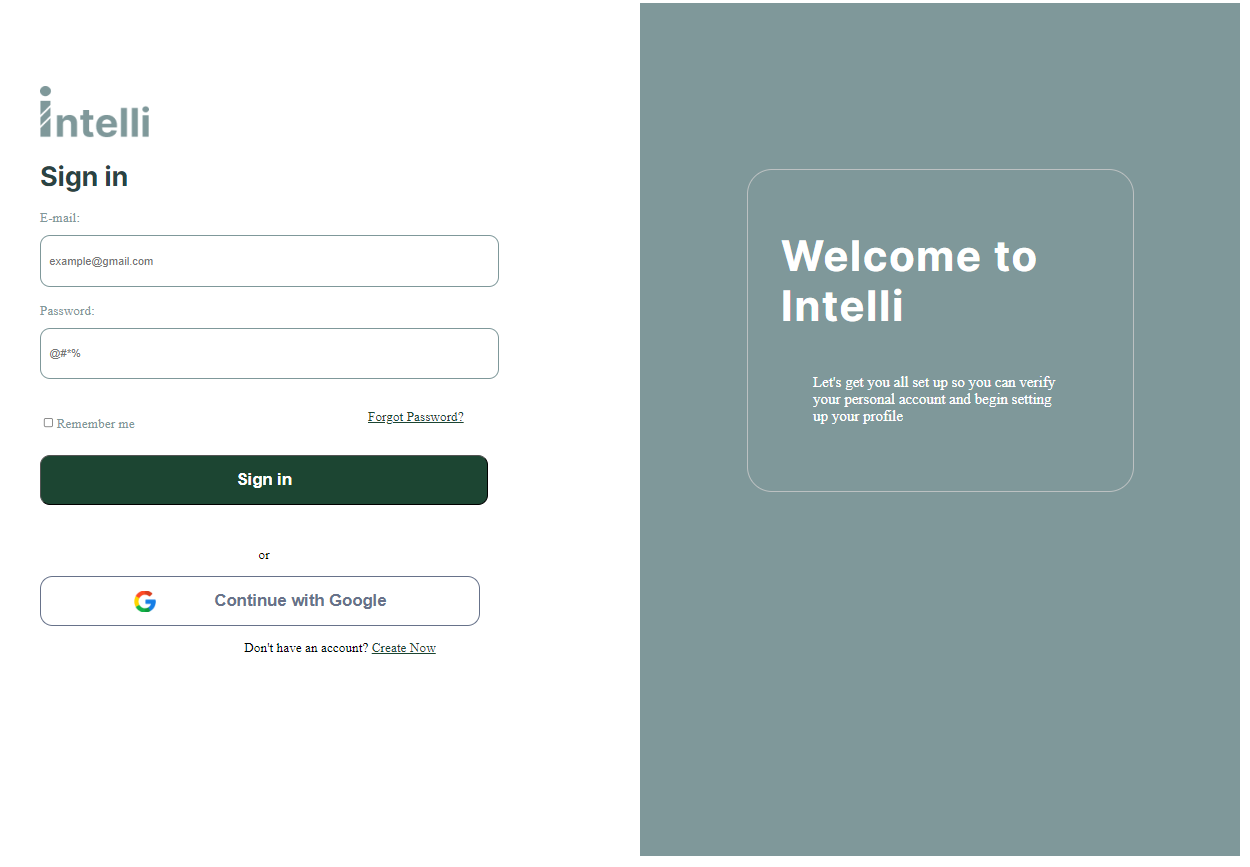 intelli
Sign in
E-mail:
example@gmail.com
Password:
@#*%
Remember me
Forgot Password?
Sign in
or
Continue with Google
Don't have an account? Create Now
Welcome to
Intelli
Let's get you all set up so you can verify
your personal account and begin setting
up your profile